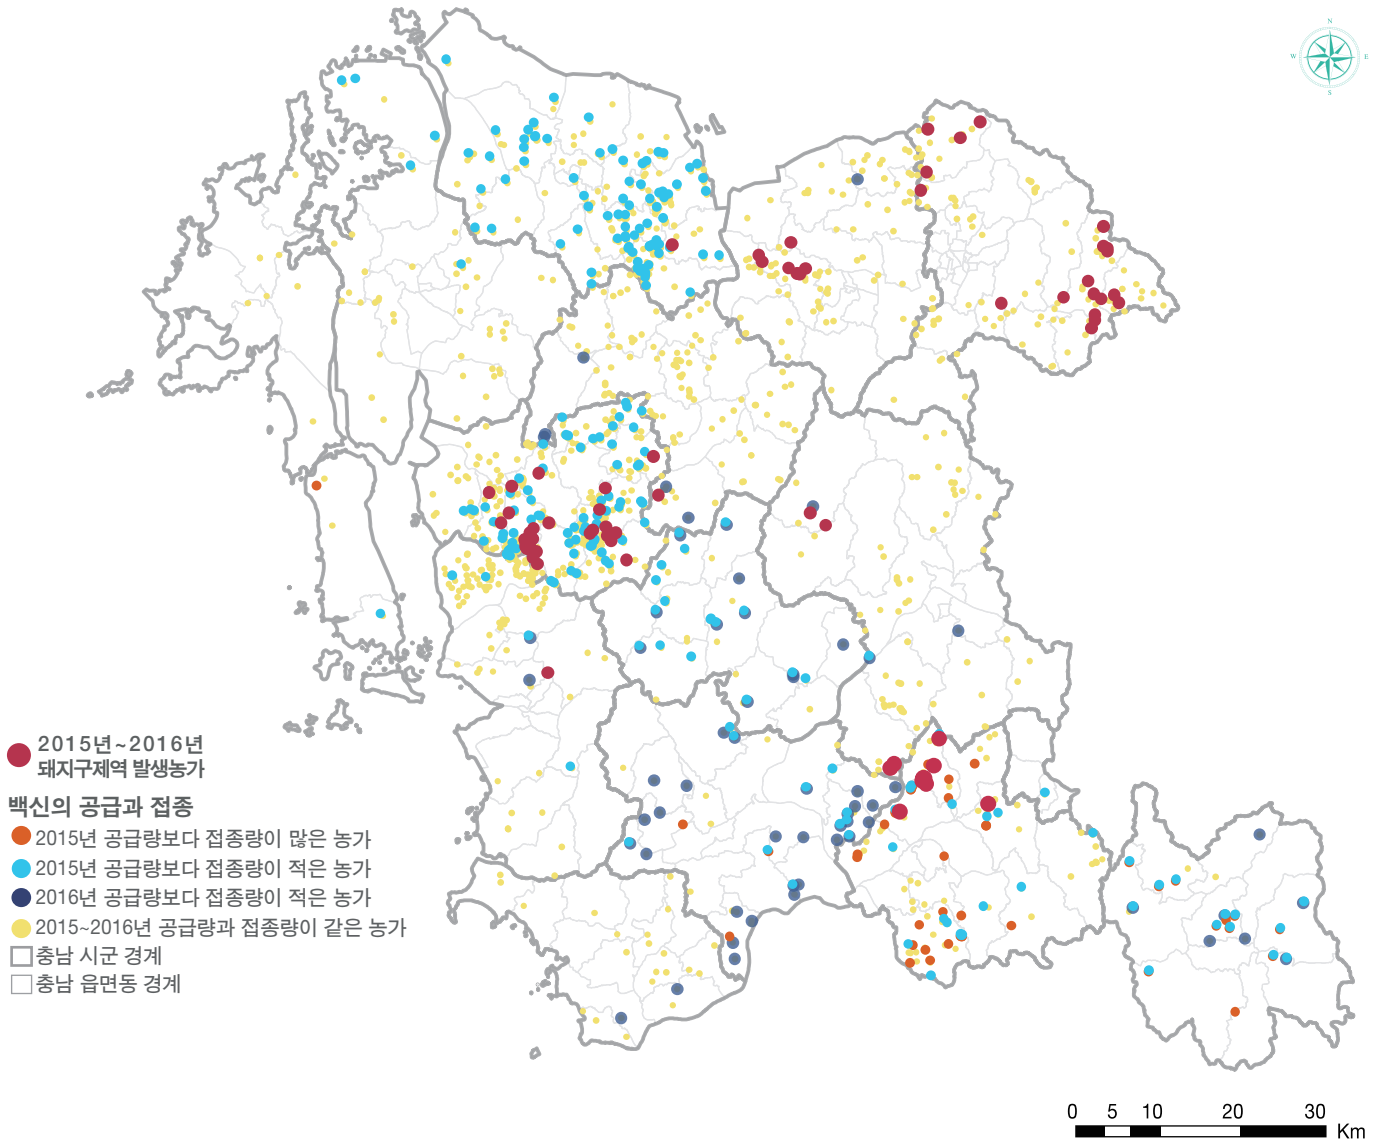 N
W
E
S
2015년~2016년
돼지구제역 발생농가
백신의 공급과 접종
2015년 공급량보다 접종량이 많은 농가
2015년 공급량보다 접종량이 적은 농가
2016년 공급량보다 접종량이 적은 농가
2015~2016년 공급량과 접종량이 같은 농가
충남 시군 경계
충남 읍면동 경계
0 5 10 20 30
Km